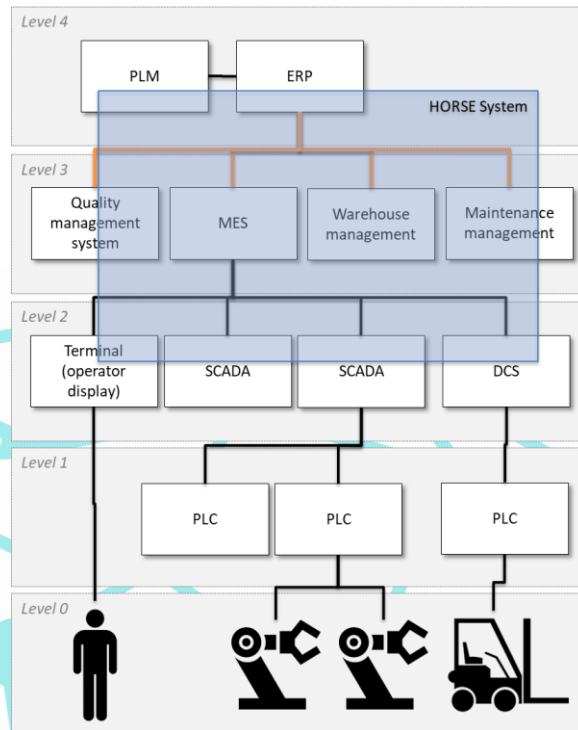 Level 4
PLM
ERP
HORSE System
Level 3
Quality
management
system
MES
Warehouse
management
Maintenance
management
Level 2
Terminal
(operator
display)
SCADA
SCADA
DCS
Level 1
PLC
PLC
PLC
Level 0